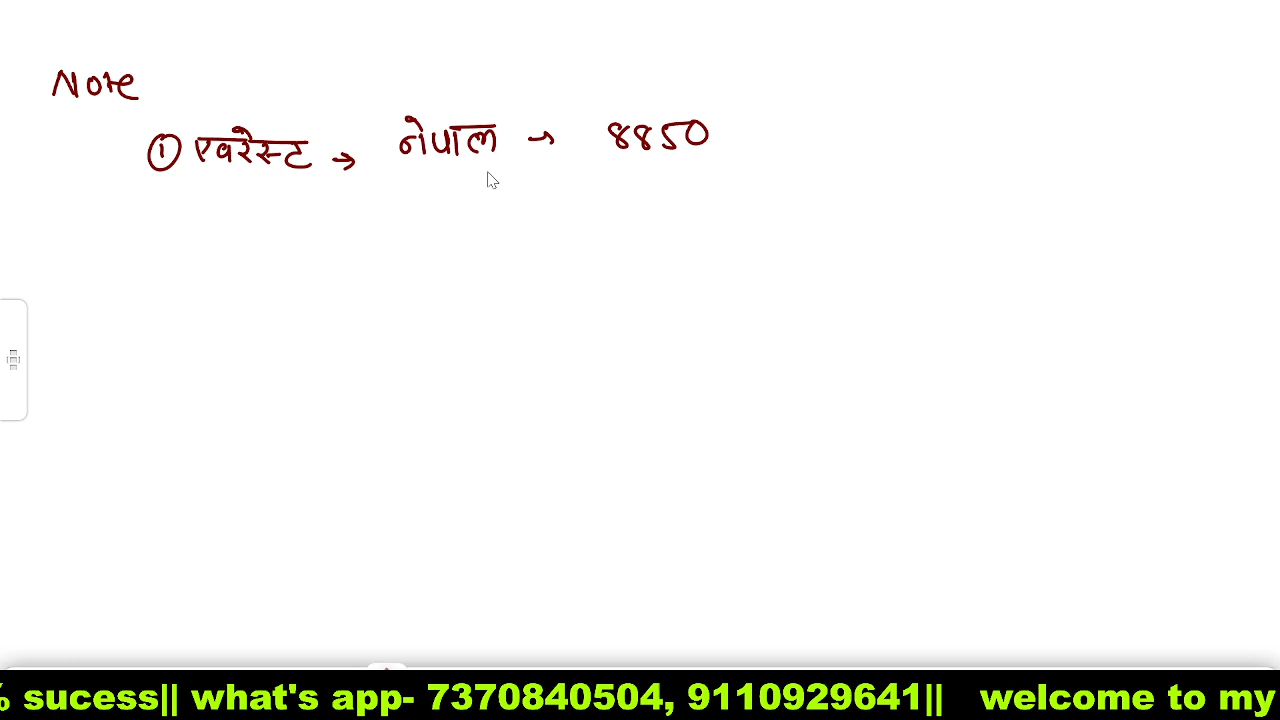 Note
① एवरेस्ट → नेपाल → 8850
% sucess|| what's app- 7370840504, 9110929641|| welcome to my